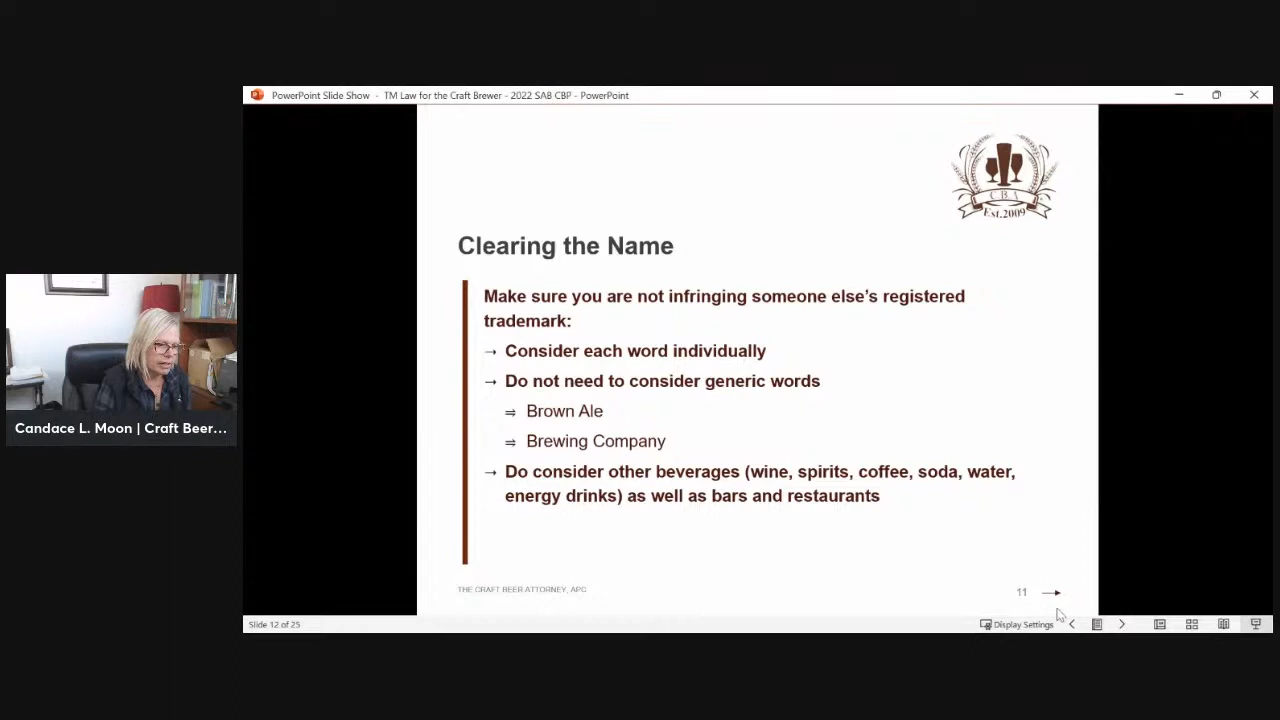 PowerPoint Slide Show - TM Law for the Craft Brewer - 2022 SAB CBP - PowerPoint
C.B.A
Est.2009
Clearing the Name
Make sure you are not infringing someone else’s registered
trademark:
→ Consider each word individually
→ Do not need to consider generic words
⇒ Brown Ale
⇒ Brewing Company
→ Do consider other beverages (wine, spirits, coffee, soda, water,
energy drinks) as well as bars and restaurants
Candace L. Moon | Craft Beer...
THE CRAFT BEER ATTORNEY, APC
11
Slide 12 of 25
Display Settings